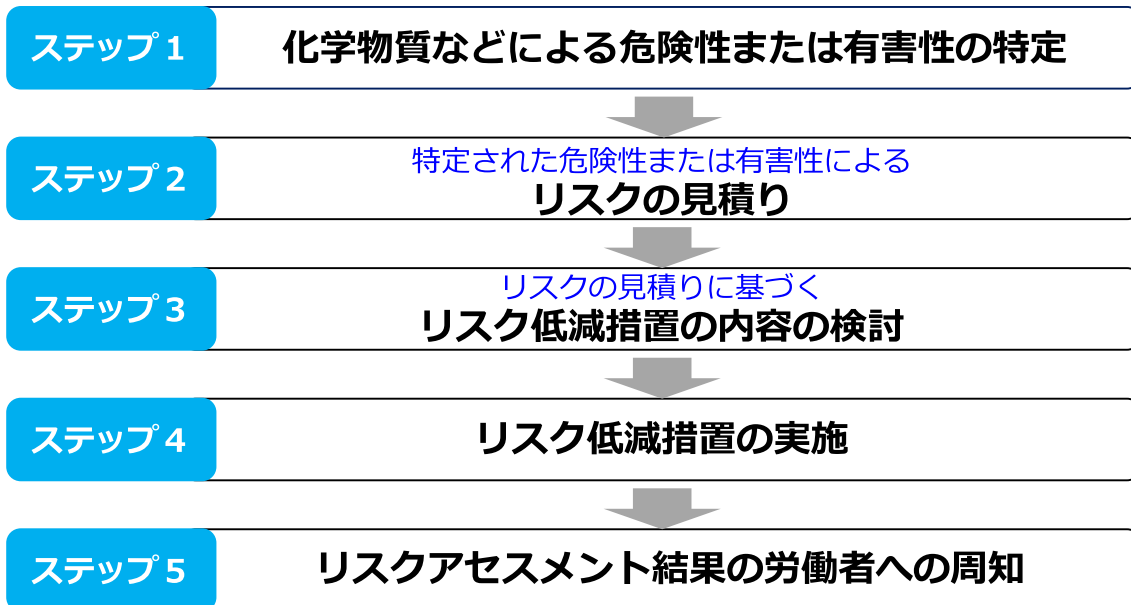 ステップ１
化学物質などによる危険性または有害性の特定
ステップ２
特定された危険性または有害性による
リスクの見積り
ステップ３
リスクの見積りに基づく
リスク低減措置の内容の検討
ステップ４
リスク低減措置の実施
ステップ５
リスクアセスメント結果の労働者への周知